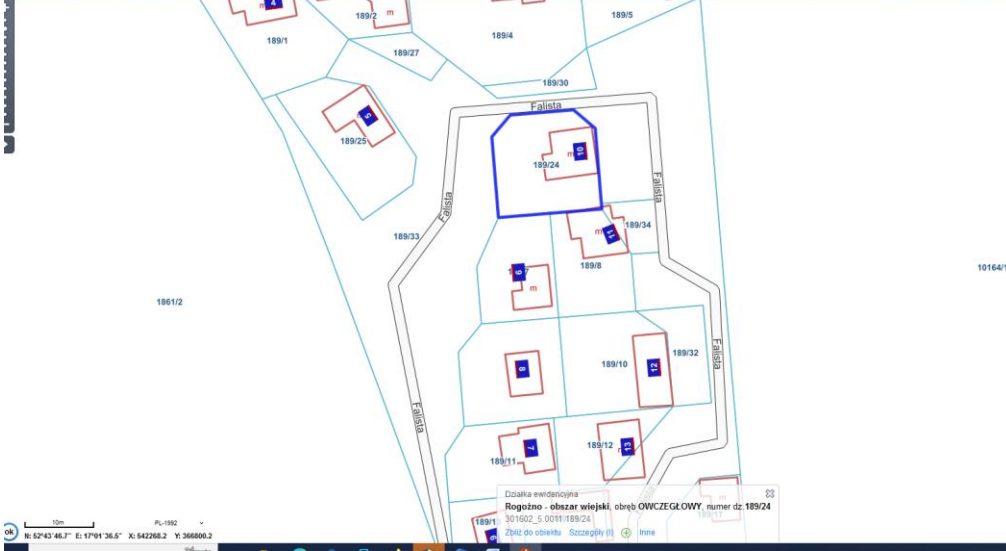 4
m
189/2
m
189/1
189/4
189/5
189/27
189/30
Falista
5
189/25
m
10
189/24
Falista
Falista
189/34
m
11
189/33
189/8
10164/1
9
m
1861/2
189/32
189/10
12
8
Falista
Falista
189/12
13
7
189/11
Działka ewidencyjna
Rogoźno - obszar wiejski, obręb OWCZEGŁOWY, numer dz.189/24
301602_5.0011.189/24
Zbliż do obiektu Szczegóły (i) Inne
10m
PL-1992
ok
N: 52°43'46.7" E: 17°01'36.5" X: 542268.2 Y: 366800.2